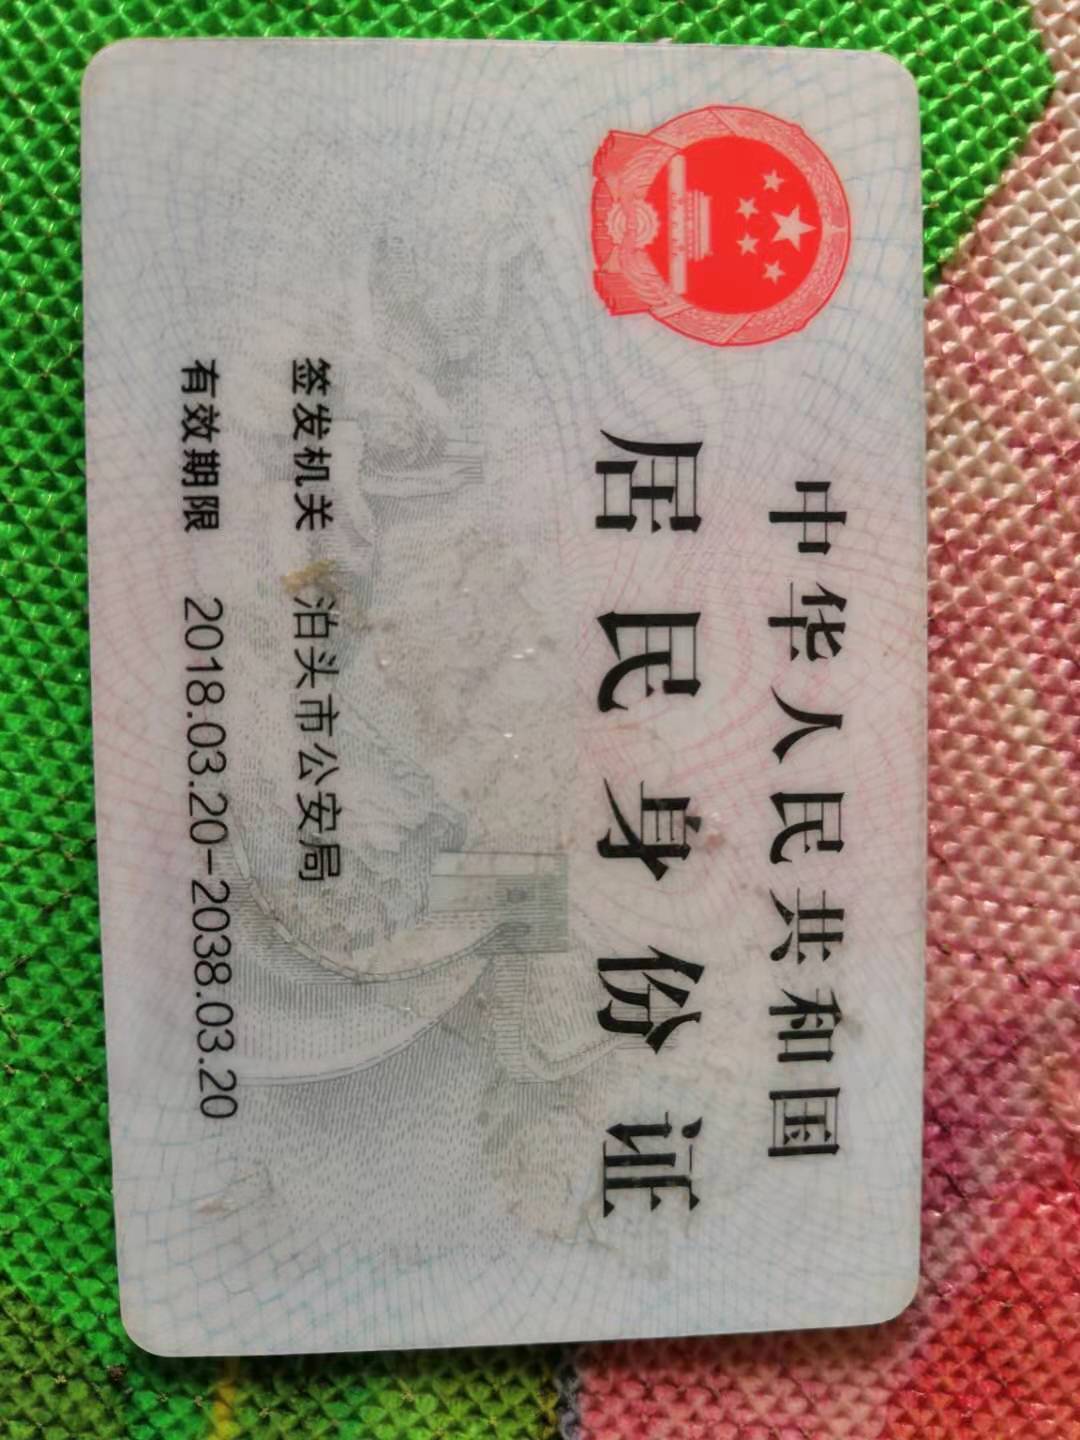 中华人民共和国
居民身份证
签发机关 泊头市公安局
有效期限 2018.03.20-2038.03.20